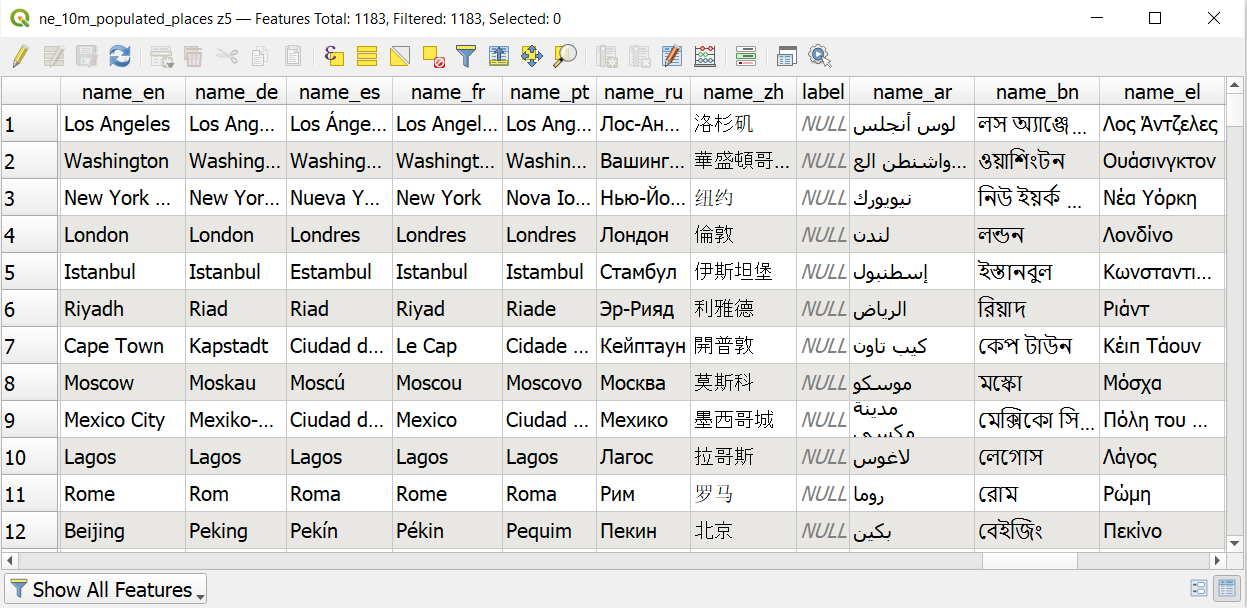 ne_10m_populated_places z5 — Features Total: 1183, Filtered: 1183, Selected: 0
name_en name_de name_es name_fr name_pt name_ru name_zh label name_ar name_bn name_el
1 Los Angeles Los Ang... Los Ánge... Los Angel... Los Ang... Лос-Ан... 洛杉矶 NULL لوس أنجلس লস অ্যাঞ্জে... Λος Άντζελες
2 Washington Washing... Washing... Washingt... Washin... Вашинг... 華盛頓哥... NULL واشنطن الع... ওয়াশিংটন Ουάσινγκτον
3 New York ... New Yor... Nueva Y... New York Nova Io... Нью-Йо... 纽约 NULL نيويورك নিউ ইয়র্ক ... Νέα Υόρκη
4 London London Londres Londres Londres Лондон 倫敦 NULL لندن লন্ডন Λονδίνο
5 Istanbul Istanbul Estambul Istanbul Istambul Стамбул 伊斯坦堡 NULL إسطنبول ইস্তানবুল Κωνσταντι...
6 Riyadh Riad Riad Riyad Riade Эр-Рияд 利雅德 NULL الرياض রিয়াদ Ριάντ
7 Cape Town Kapstadt Ciudad d... Le Cap Cidade ... Кейптаун 開普敦 NULL كيب تاون কেপ টাউন Κέιπ Τάουν
8 Moscow Moskau Moscú Moscou Moscovo Москва 莫斯科 NULL موسكو মস্কো Μόσχα
9 Mexico City Mexiko-... Ciudad d... Mexico Ciudad ... Мехико 墨西哥城 NULL مدينة মেক্সিকো সি... Πόλη του ...
10 Lagos Lagos Lagos Lagos Lagos Лагос 拉哥斯 NULL لاغوس লেগোস Λάγος
11 Rome Rom Roma Rome Roma Рим 罗马 NULL روما রোম Ρώμη
12 Beijing Peking Pekín Pékin Pequim Пекин 北京 NULL بكين বেইজিং Πεκίνο
Show All Features